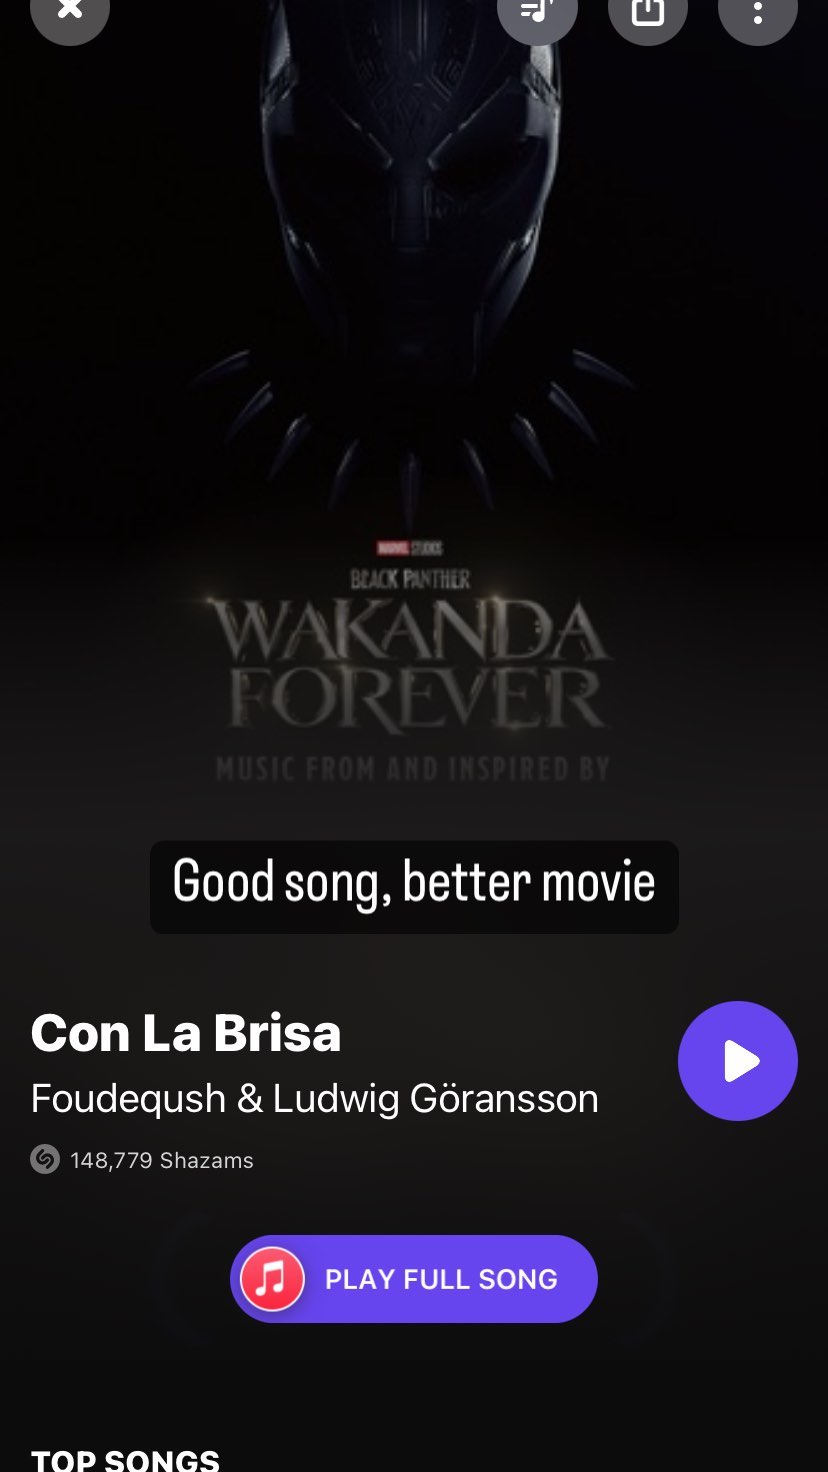 MARVEL STUDIOS
BLACK PANTHER
WAKANDA
FOREVER
MUSIC FROM AND INSPIRED BY
Good song, better movie
Con La Brisa
Foudeqush & Ludwig Göransson
148,779 Shazams
PLAY FULL SONG
TOP SONGS